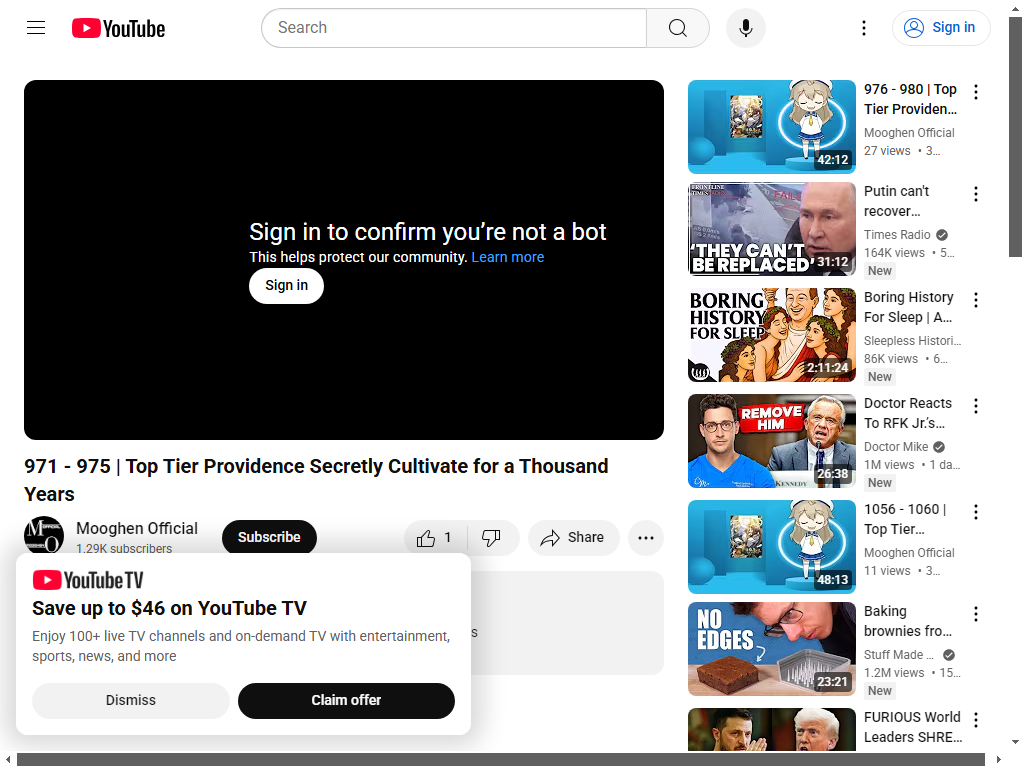 YouTube
Search
Sign in
Sign in to confirm you're not a bot
This helps protect our community. Learn more
Sign in
971 - 975 | Top Tier Providence Secretly Cultivate for a Thousand
Years
Mooghen Official
1.29K subscribers
Subscribe
1
Share
s
YouTube TV
Save up to $46 on YouTube TV
Enjoy 100+ live TV channels and on-demand TV with entertainment,
sports, news, and more
Dismiss
Claim offer
42:12
976 - 980 | Top
Tier Providen...
Mooghen Official
27 views • 3...
FRONTLINE
TIMES RADIO
FAIL
'THEY CAN'T
BE REPLACED'
31:12
Putin can't
recover...
Times Radio
164K views • 5...
New
BORING
HISTORY
FOR SLEEP
2:11:24
Boring History
For Sleep | A...
Sleepless Histori...
86K views • 6...
New
REMOVE
HIM
KENNEDY
26:38
Doctor Reacts
To RFK Jr.'s...
Doctor Mike
1M views • 1 da...
New
48:13
1056 - 1060 |
Top Tier...
Mooghen Official
11 views • 3...
NO
EDGES
23:21
Baking
brownies fro...
Stuff Made ...
1.2M views • 15...
New
FURIOUS World
Leaders SHRE...